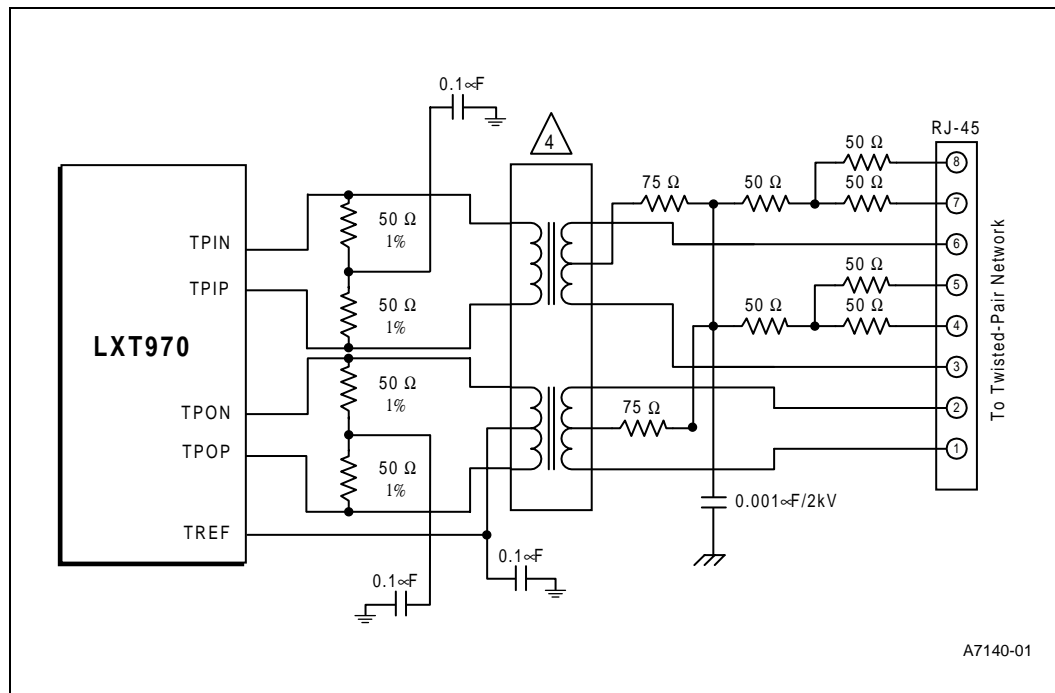 0.1∝F
4
RJ-45
50 Ω
8
75 Ω
50 Ω
50 Ω
7
50 Ω
1%
TPIN
6
50 Ω
5
TPIP
50 Ω
1%
50 Ω
50 Ω
4
LXT970
3
50 Ω
1%
75 Ω
2
TPON
TPOP
50 Ω
1%
1
0.001∝F/2kV
TREF
0.1∝F
0.1∝F
To Twisted-Pair Network
A7140-01